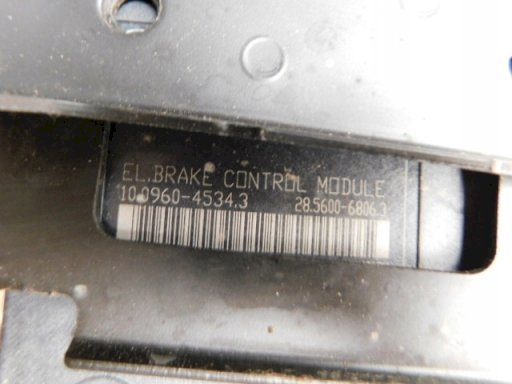 EL.BRAKE CONTROL MODULE
10.0960-4534.3 28.5600-6806.3